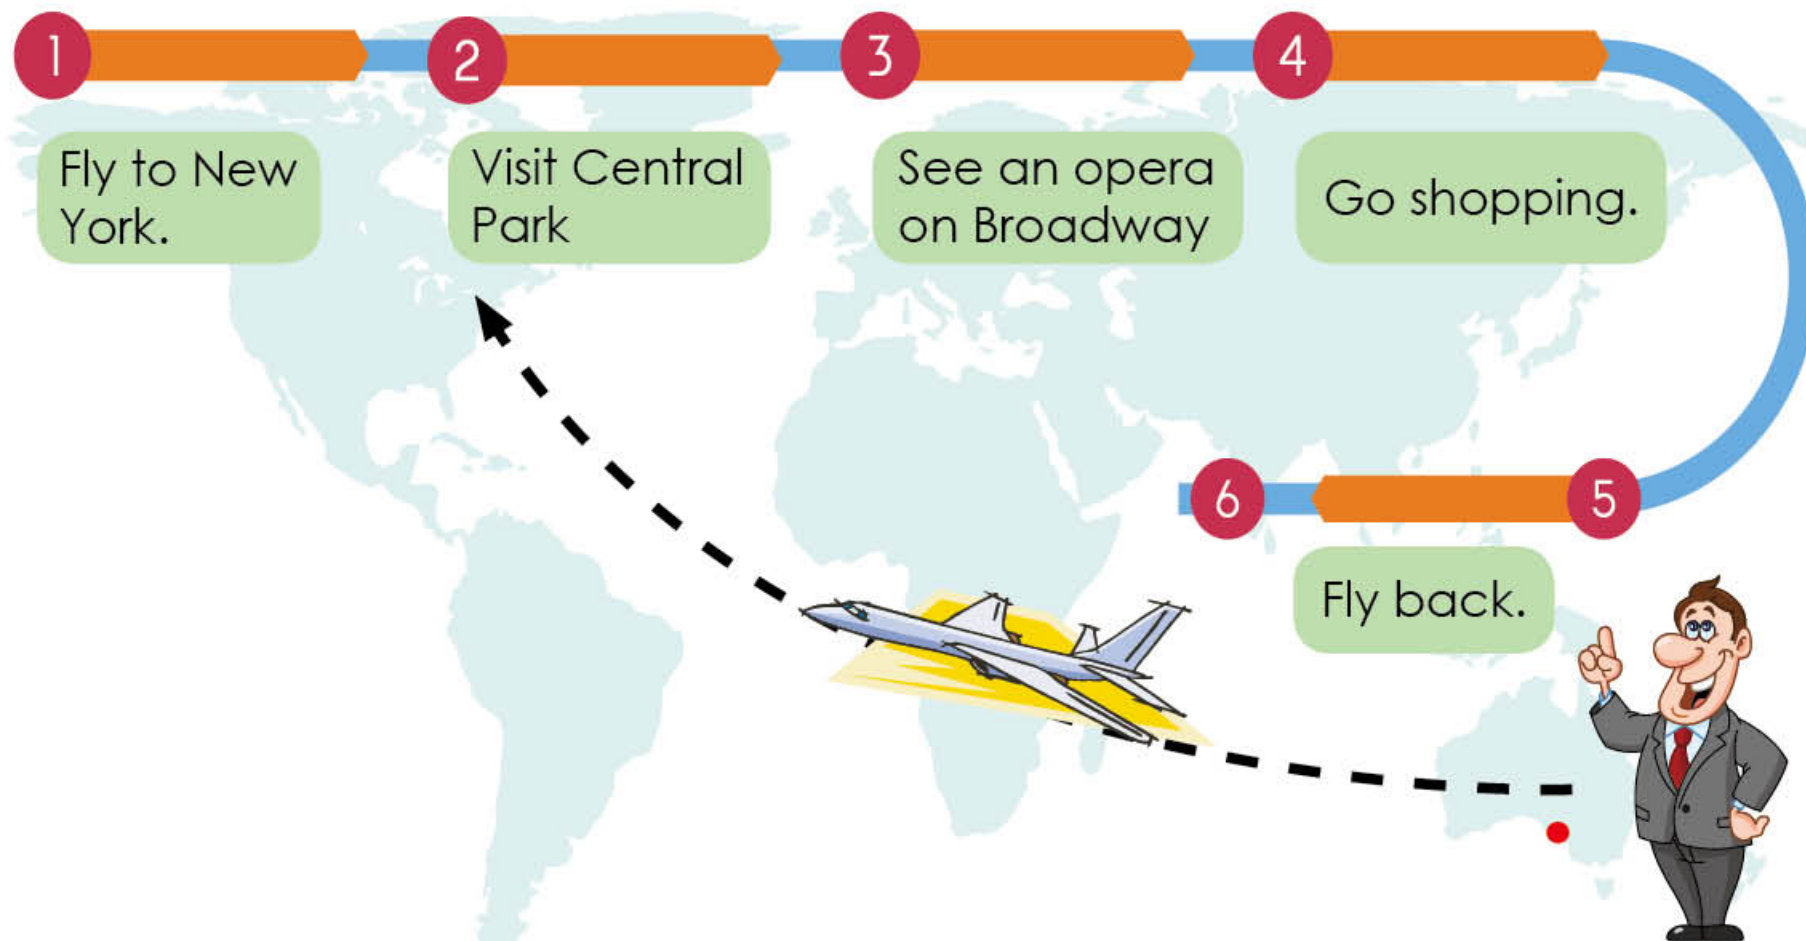 1
2
3
4
Fly to New
York.
Visit Central
Park
See an opera
on Broadway
Go shopping.
6
5
Fly back.